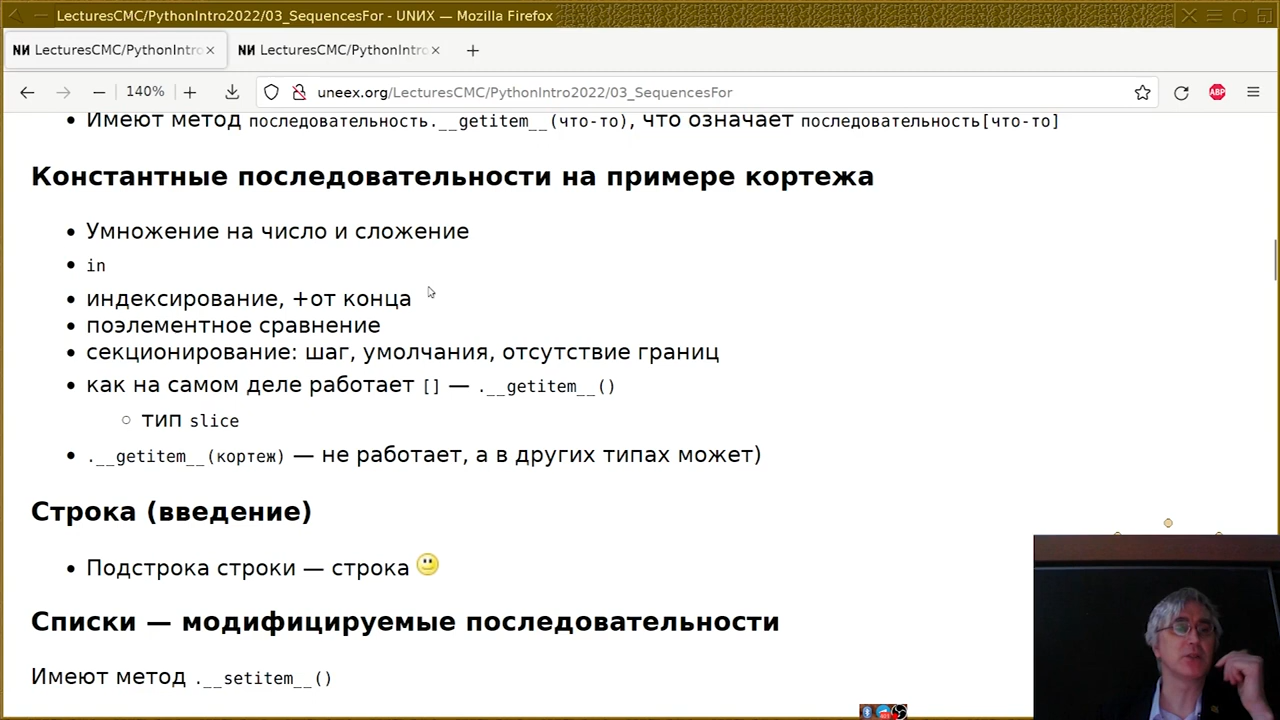 LecturesCMC/PythonIntro2022/03_SequencesFor - UNИX — Mozilla Firefox
NИ LecturesCMC/PythonIntro
NИ LecturesCMC/PythonIntro
140%
uneex.org/LecturesCMC/PythonIntro2022/03_SequencesFor
ABP
Имеют метод последовательность.__getitem__(что-то), что означает последовательность[что-то]
Константные последовательности на примере кортежа
Умножение на число и сложение
in
индексирование, +от конца
поэлементное сравнение
секционирование: шаг, умолчания, отсутствие границ
как на самом деле работает [] — .__getitem__()
тип slice
.__getitem__(кортеж) — не работает, а в других типах может)
Строка (введение)
Подстрока строки — строка
Списки — модифицируемые последовательности
Имеют метод .__setitem__()